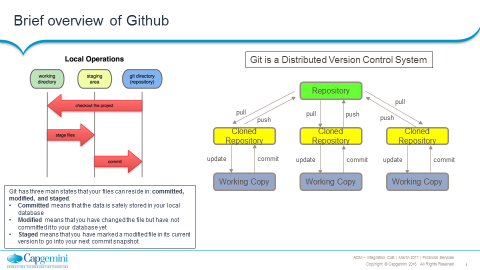 Brief overview of Github
Local Operations
working
directory
staging
area
git directory
(repository)
checkout the project
stage files
commit
Git has three main states that your files can reside in: committed,
modified, and staged.
• Committed means that the data is safely stored in your local
database
• Modified means that you have changed the file but have not
committed it to your database yet
• Staged means that you have marked a modified file in its current
version to go into your next commit snapshot.
Git is a Distributed Version Control System
Repository
pull
push
pull
push
pull
push
Cloned
Repository
Cloned
Repository
Cloned
Repository
update
commit
update
commit
update
commit
Working Copy
Working Copy
Working Copy
Capgemini
CONSULTING.TECHNOLOGY.OUTSOURCING
Copyright © Capgemini 2015. All Rights Reserved